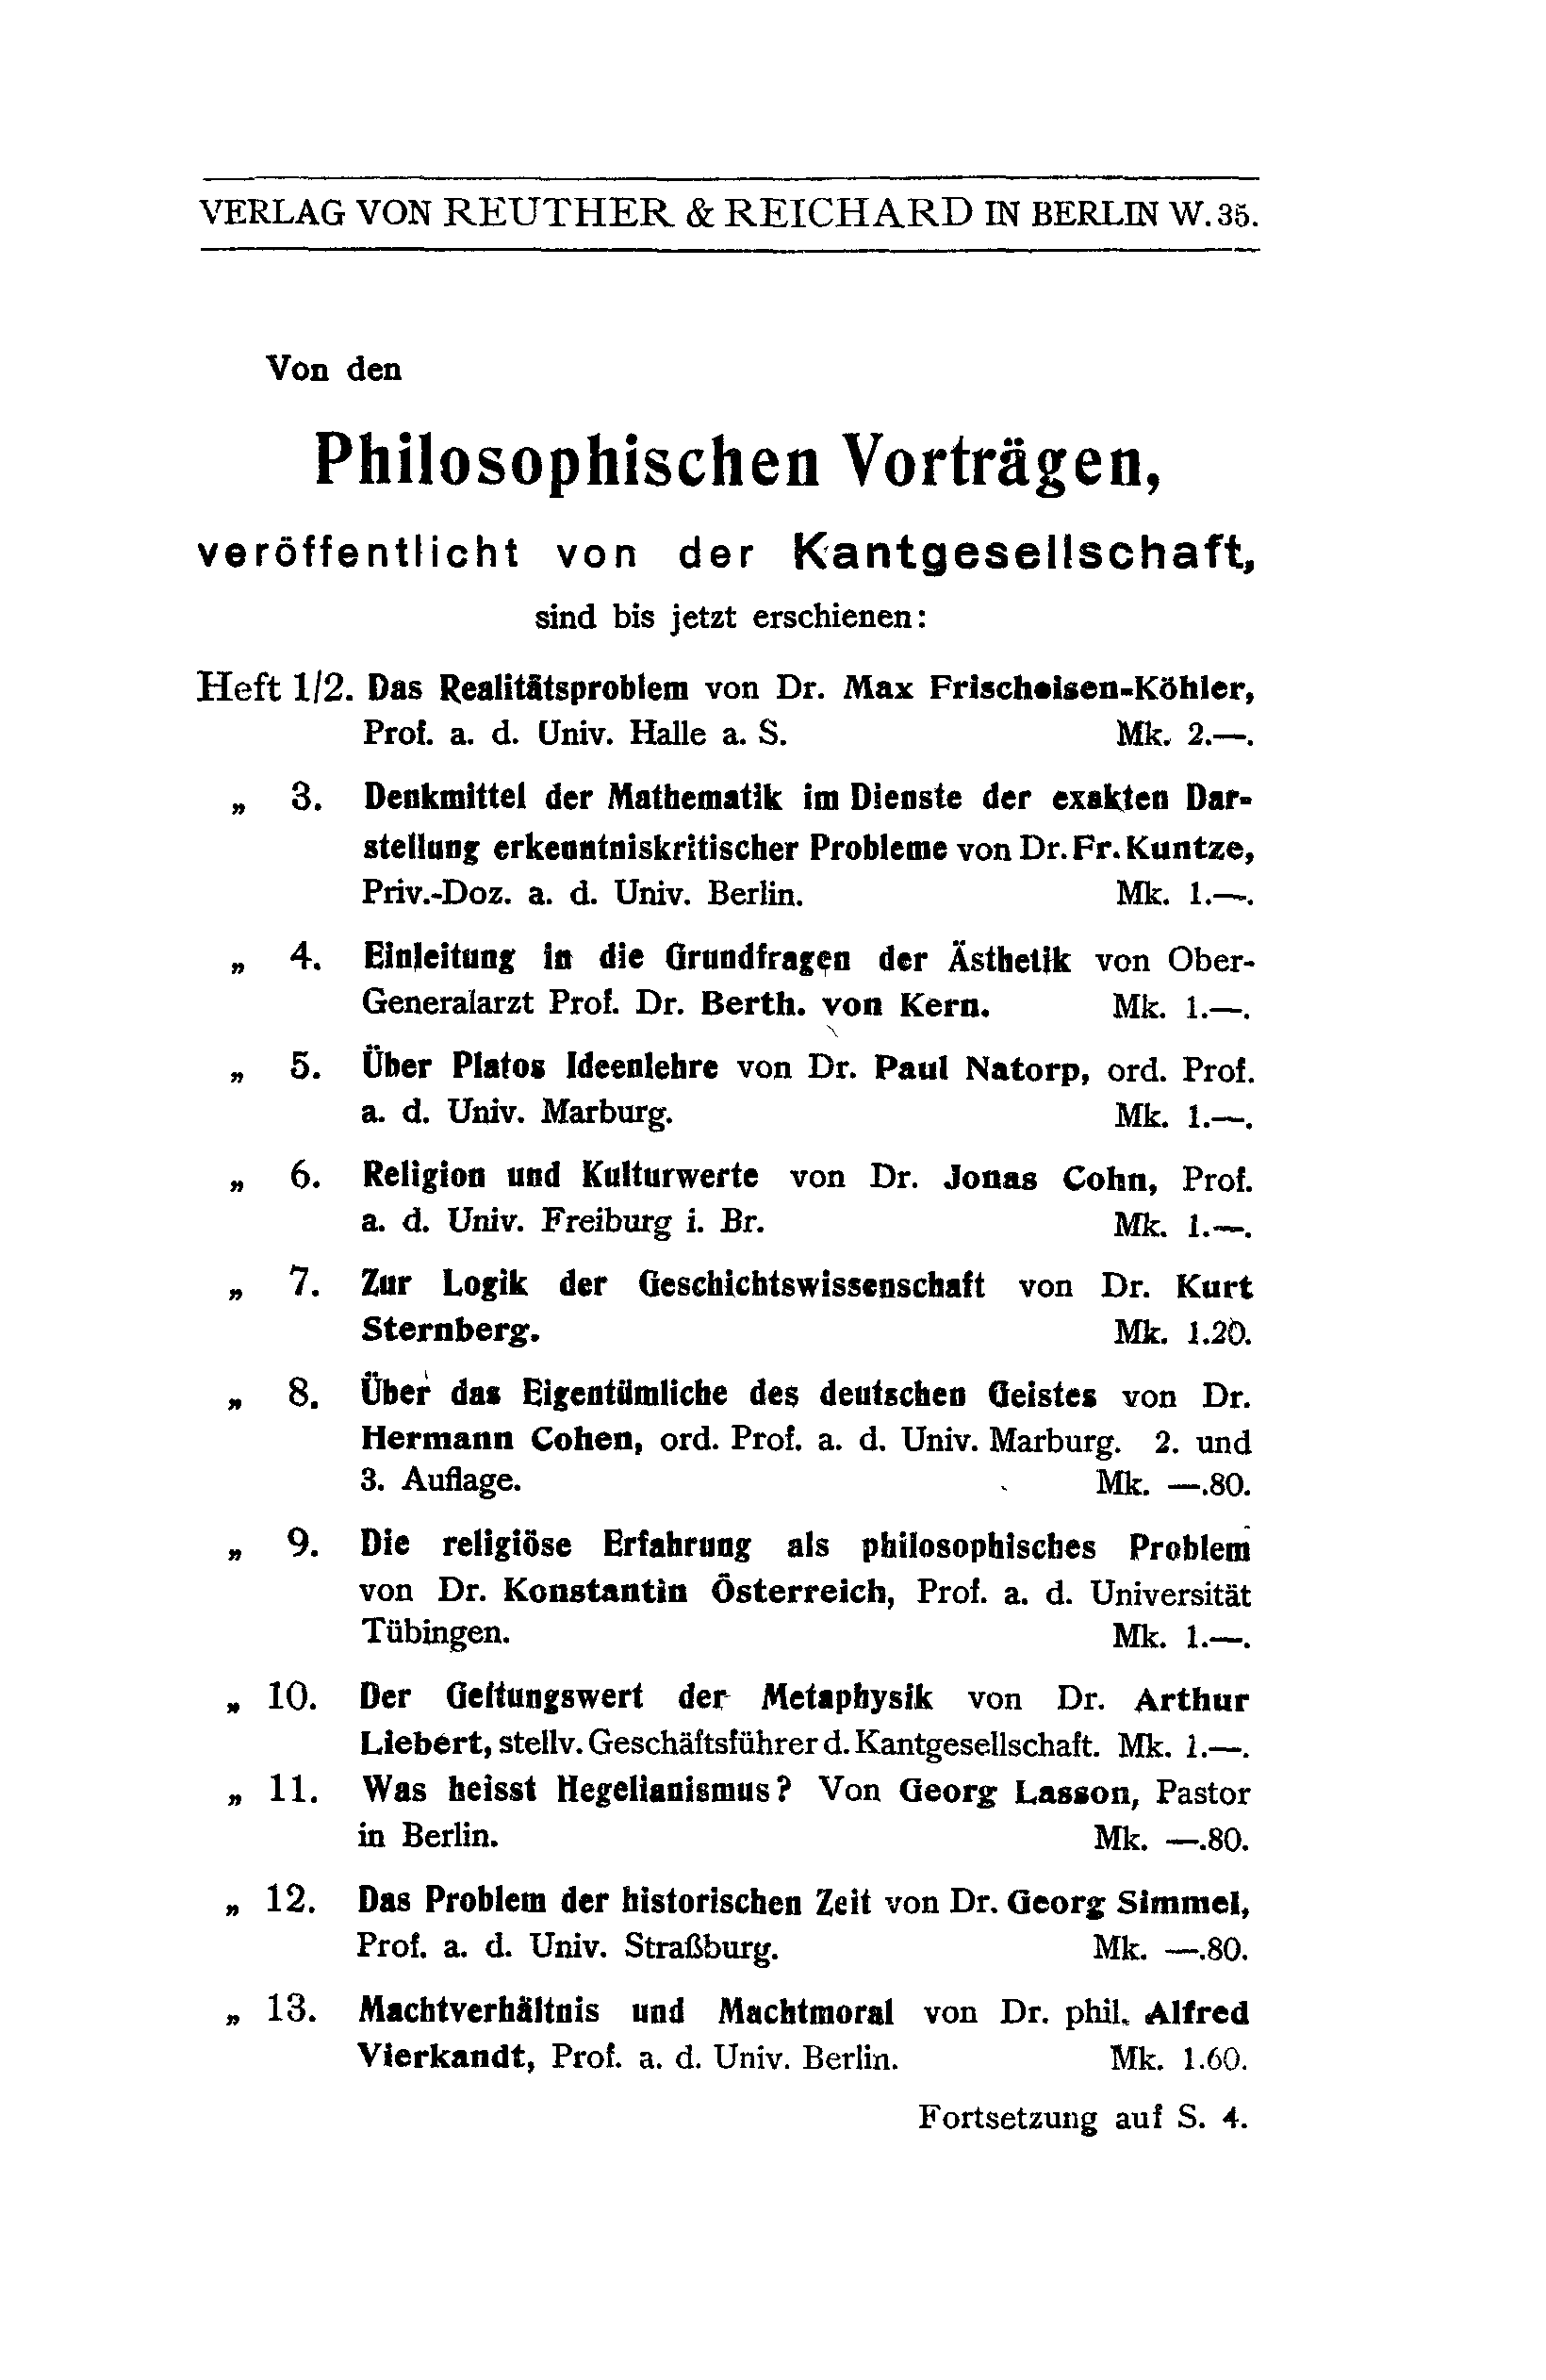 VERLAG VON REUTHER & REICHARD IN BERLIN W. 35.
Von den
Philosophischen Vorträgen,
veröffentlicht von der Kantgesellschaft,
sind bis jetzt erschienen:
Heft 1/2. Das Realitätsproblem von Dr. Max Frischeisen-Köhler,
Prof. a. d. Univ. Halle a. S. Mk. 2.—.
„ 3. Denkmittel der Mathematik im Dienste der exakten Dar-
stellung erkenntniskritischer Probleme von Dr. Fr. Kuntze,
Priv.-Doz. a. d. Univ. Berlin. Mk. 1.—.
„ 4. Einleitung in die Grundfragen der Ästhetik von Ober-
Generalarzt Prof. Dr. Berth. von Kern. Mk. 1.—.
„ 5. Über Platos Ideenlehre von Dr. Paul Natorp, ord. Prof.
a. d. Univ. Marburg. Mk. 1.—.
„ 6. Religion und Kulturwerte von Dr. Jonas Cohn, Prof.
a. d. Univ. Freiburg i. Br. Mk. 1.—.
„ 7. Zur Logik der Geschichtswissenschaft von Dr. Kurt
Sternberg. Mk. 1.20.
„ 8. Über das Eigentümliche des deutschen Geistes von Dr.
Hermann Cohen, ord. Prof. a. d. Univ. Marburg. 2. und
3. Auflage. Mk. —.80.
„ 9. Die religiöse Erfahrung als philosophisches Problem
von Dr. Konstantin Österreich, Prof. a. d. Universität
Tübingen. Mk. 1.—.
„ 10. Der Geltungswert der Metaphysik von Dr. Arthur
Liebert, stellv. Geschäftsführer d. Kantgesellschaft. Mk. 1.—.
„ 11. Was heisst Hegelianismus? Von Georg Lasson, Pastor
in Berlin. Mk. —.80.
„ 12. Das Problem der historischen Zeit von Dr. Georg Simmel,
Prof. a. d. Univ. Straßburg. Mk. —.80.
„ 13. Machtverhältnis und Machtmoral von Dr. phil. Alfred
Vierkandt, Prof. a. d. Univ. Berlin. Mk. 1.60.
Fortsetzung auf S. 4.